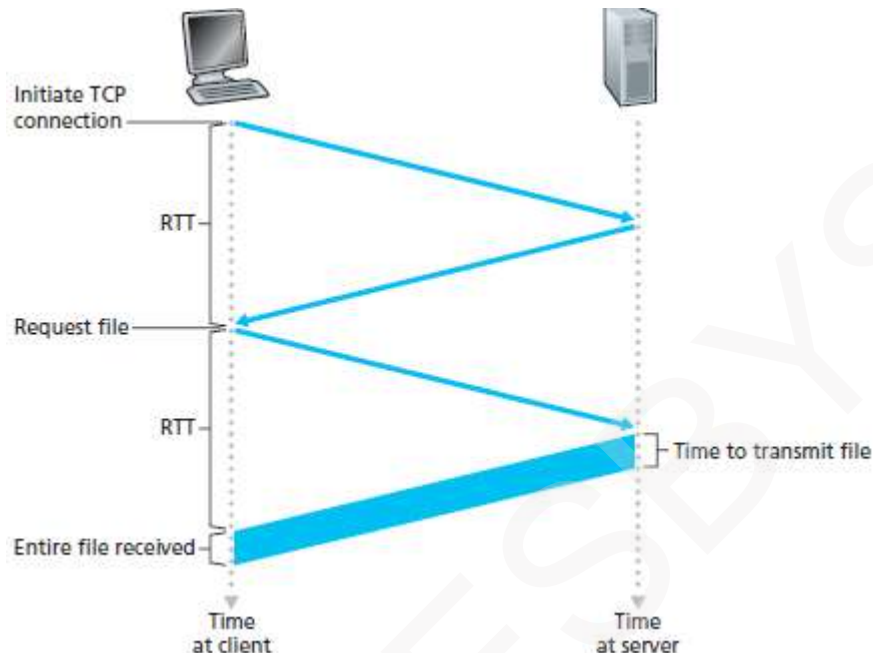 Initiate TCP
connection
RTT
Request file
RTT
Time to transmit file
Entire file received
Time
at client
Time
at server